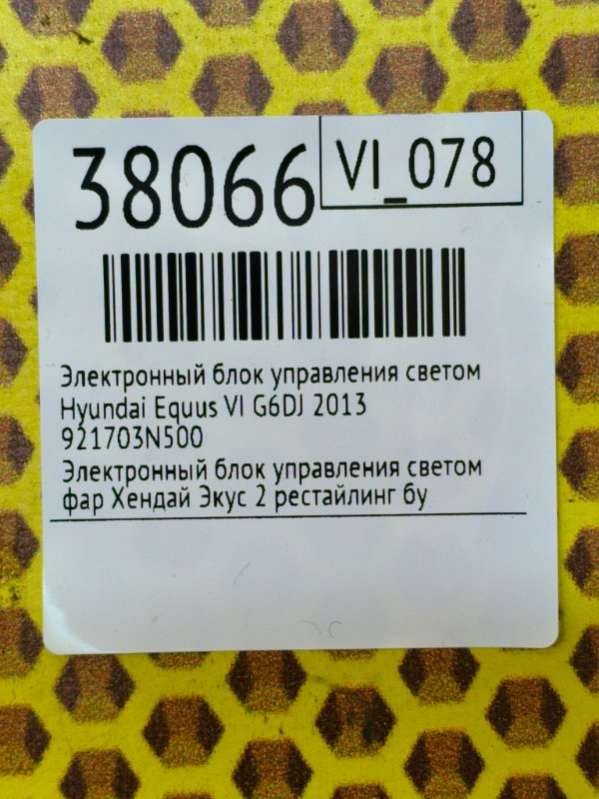 38066
VI_078
Электронный блок управления светом
Hyundai Equus VI G6DJ 2013
921703N500
Электронный блок управления светом
фар Хендай Экус 2 рестайлинг бу